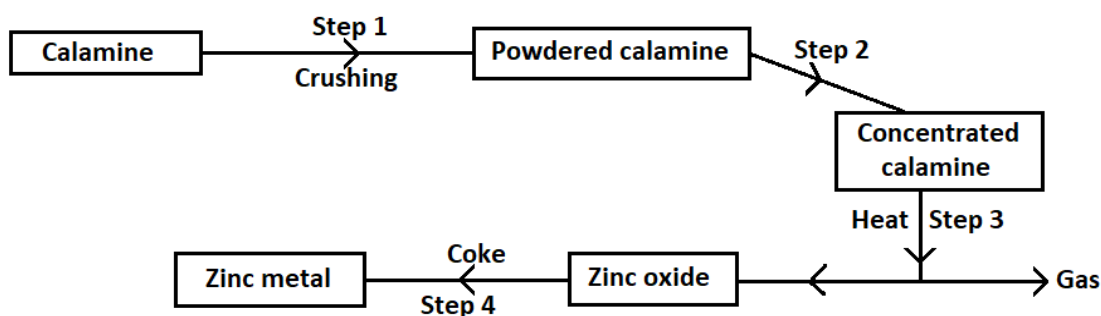 Calamine
Step 1
Crushing
Powdered calamine
Step 2
Concentrated
calamine
Heat
Step 3
Gas
Zinc oxide
Coke
Step 4
Zinc metal